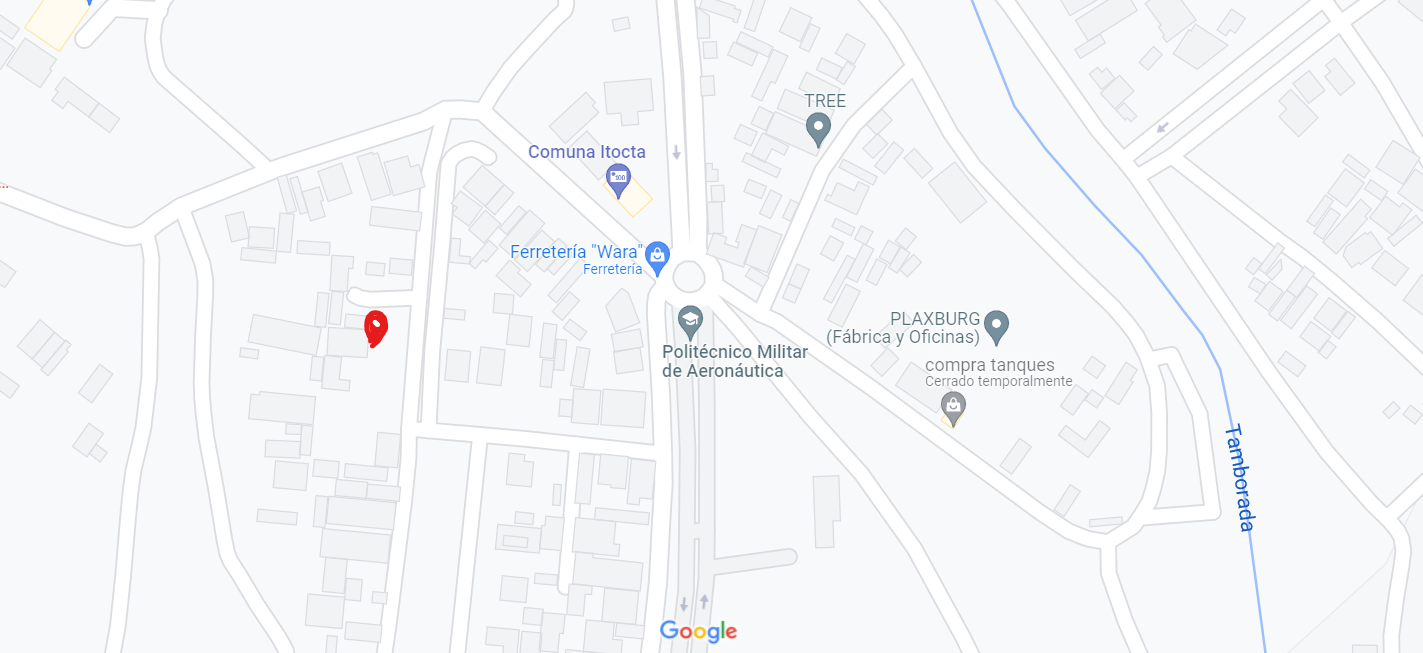 TREE
Comuna Itocta
Ferretería "Wara"
Ferretería
PLAXBURG
(Fábrica y Oficinas)
Politécnico Militar
de Aeronáutica
compra tanques
Cerrado temporalmente
Tamborada
Google